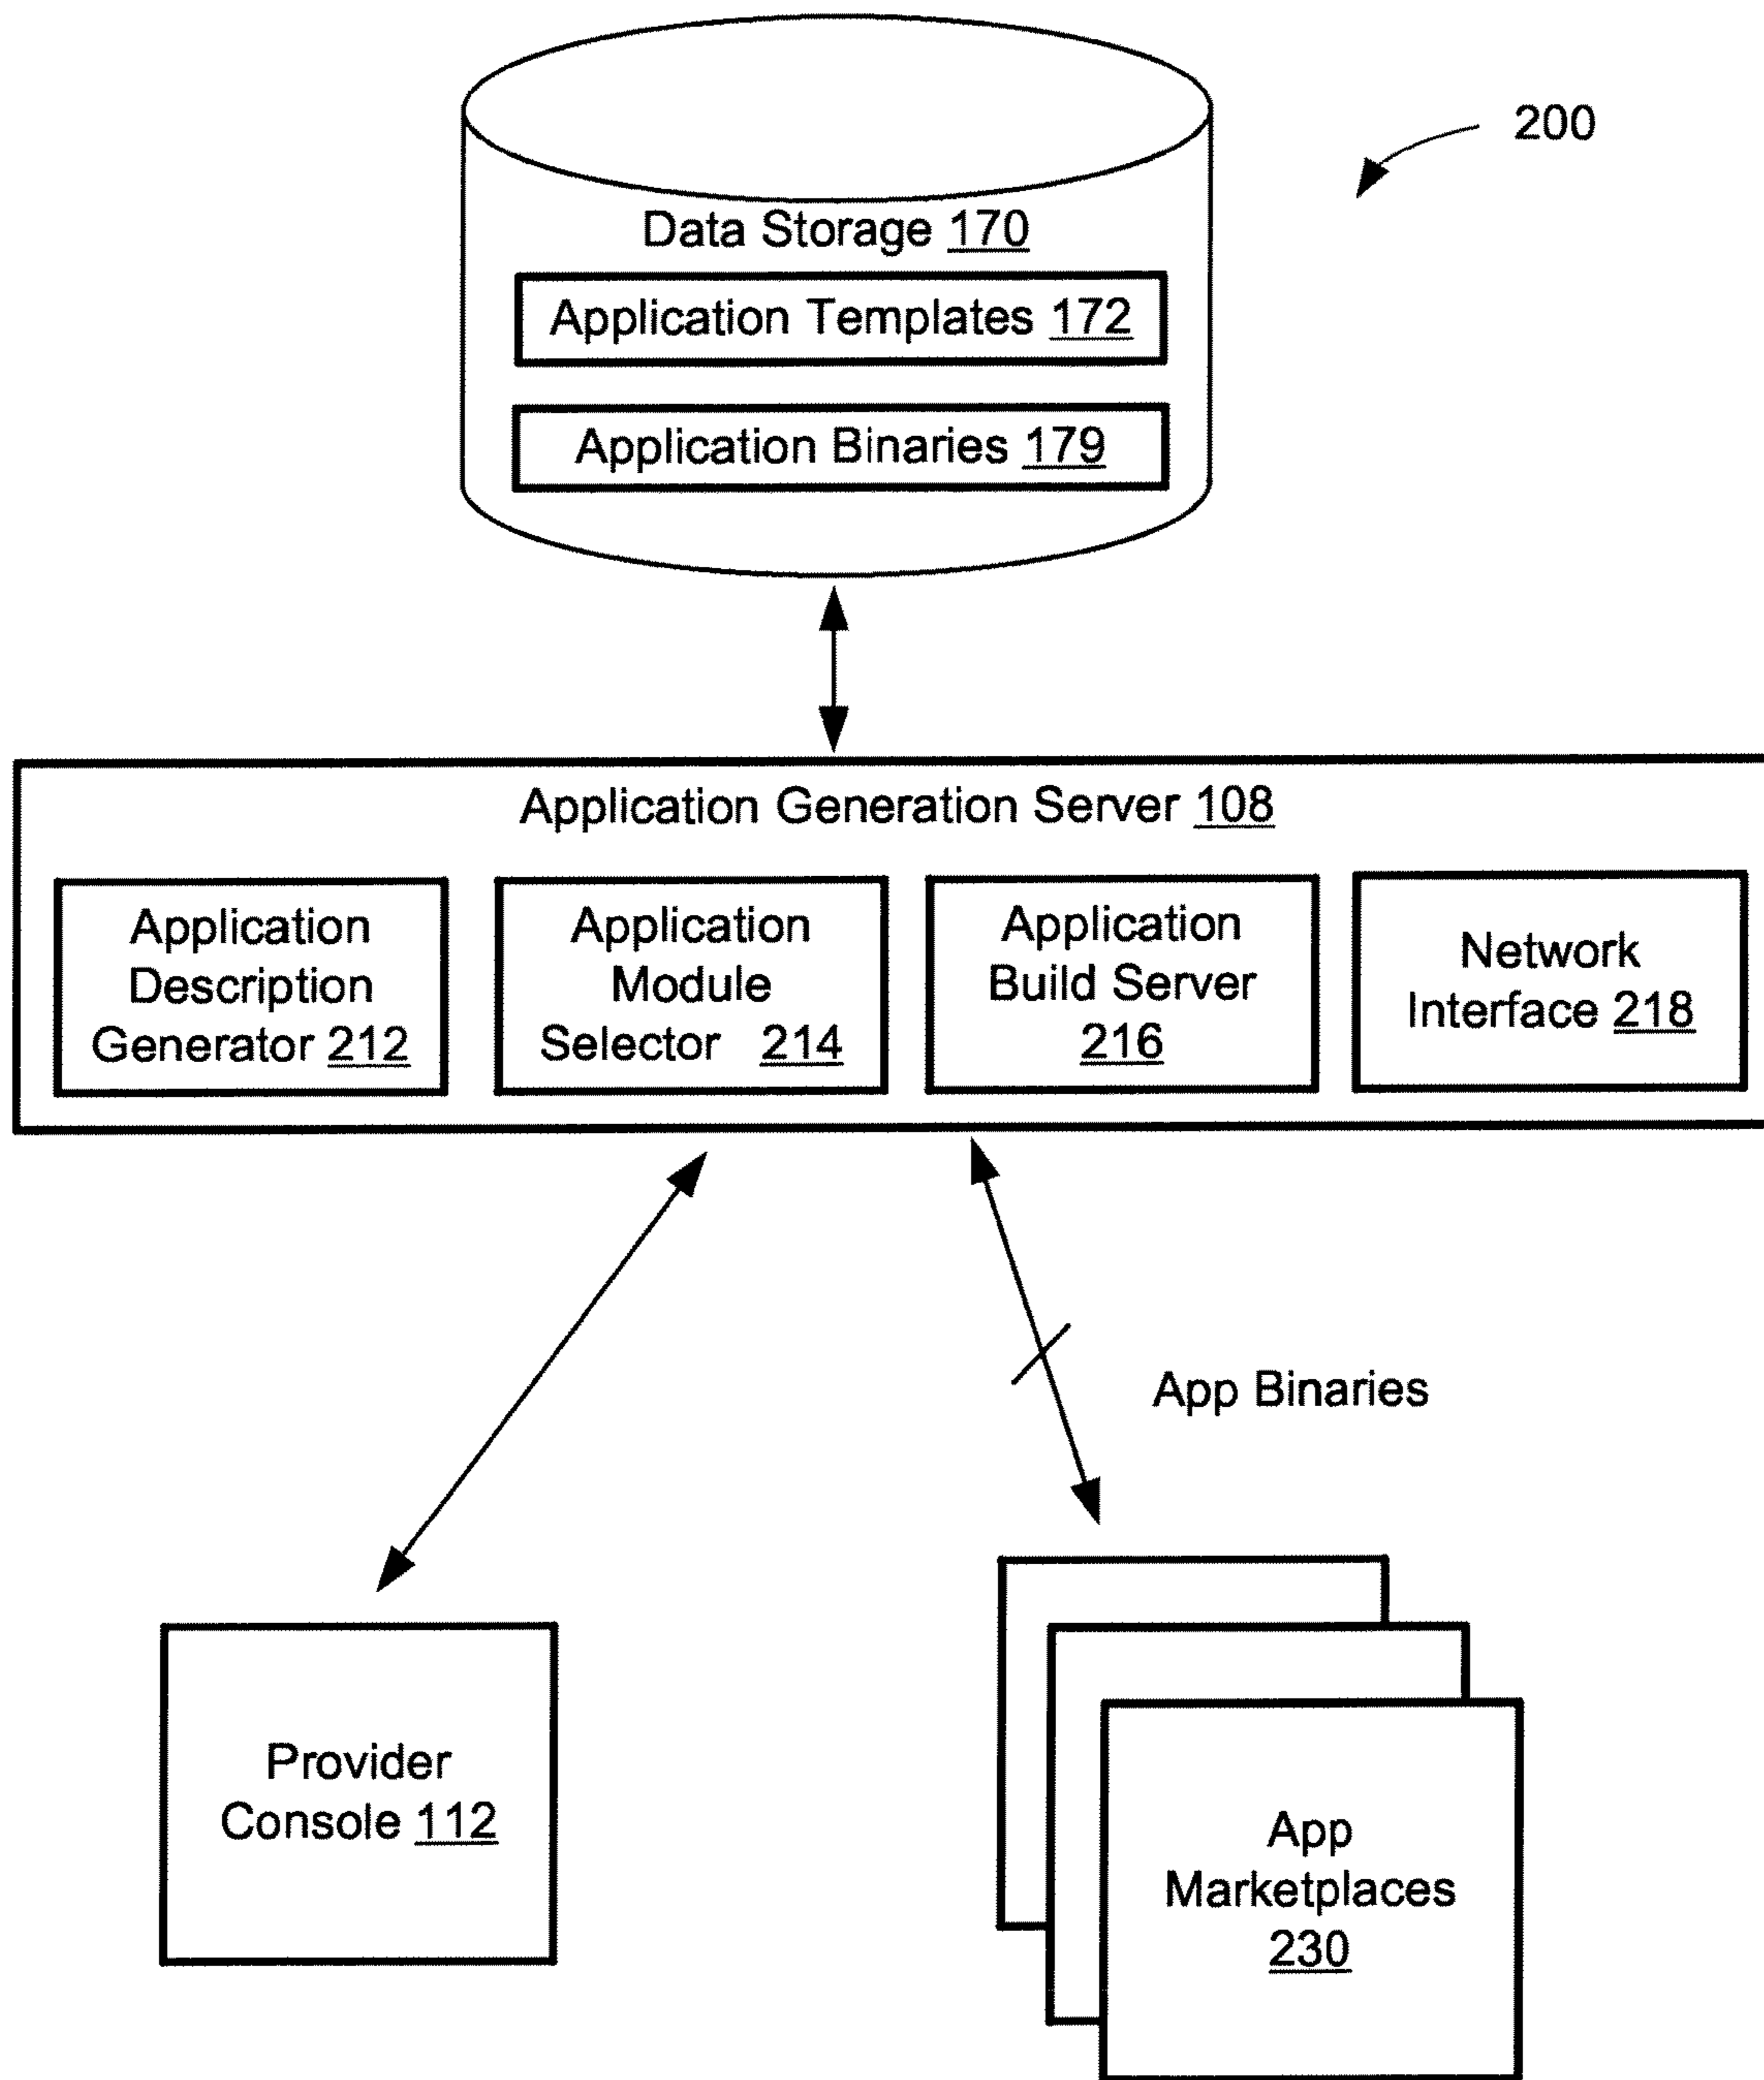 200
Data Storage 170
Application Templates 172
Application Binaries 179
Application Generation Server 108
Application
Description
Generator 212
Application
Module
Selector 214
Application
Build Server
216
Network
Interface 218
App Binaries
Provider
Console 112
App
Marketplaces
230